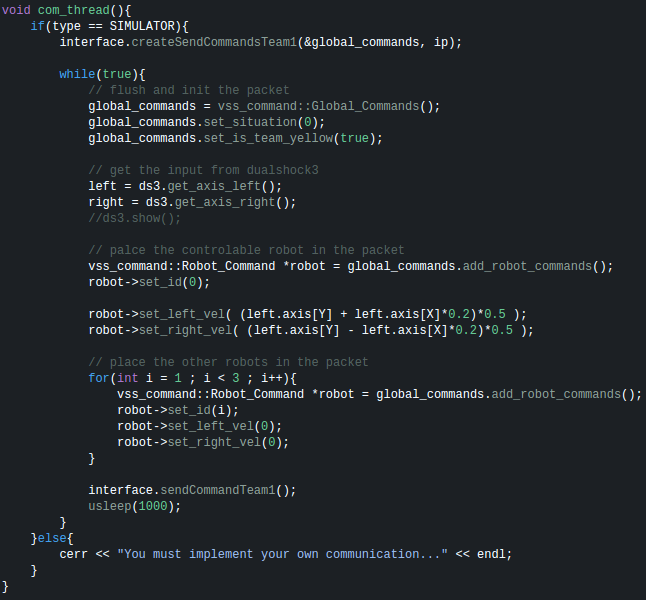 void com_thread(){
if(type == SIMULATOR){
interface.createSendCommandsTeam1(&global_commands, ip);
while(true){
// flush and init the packet
global_commands = vss_command::Global_Commands();
global_commands.set_situation(0);
global_commands.set_is_team_yellow(true);
// get the input from dualshock3
left = ds3.get_axis_left();
right = ds3.get_axis_right();
//ds3.show();
// palce the controlable robot in the packet
vss_command::Robot_Command *robot = global_commands.add_robot_commands();
robot->set_id(0);
robot->set_left_vel( (left.axis[Y] + left.axis[X]*0.2)*0.5 );
robot->set_right_vel( (left.axis[Y] - left.axis[X]*0.2)*0.5 );
// place the other robots in the packet
for(int i = 1 ; i < 3 ; i++){
vss_command::Robot_Command *robot = global_commands.add_robot_commands();
robot->set_id(i);
robot->set_left_vel(0);
robot->set_right_vel(0);
}
interface.sendCommandTeam1();
usleep(1000);
}
}else{
cerr << "You must implement your own communication..." << endl;
}
}